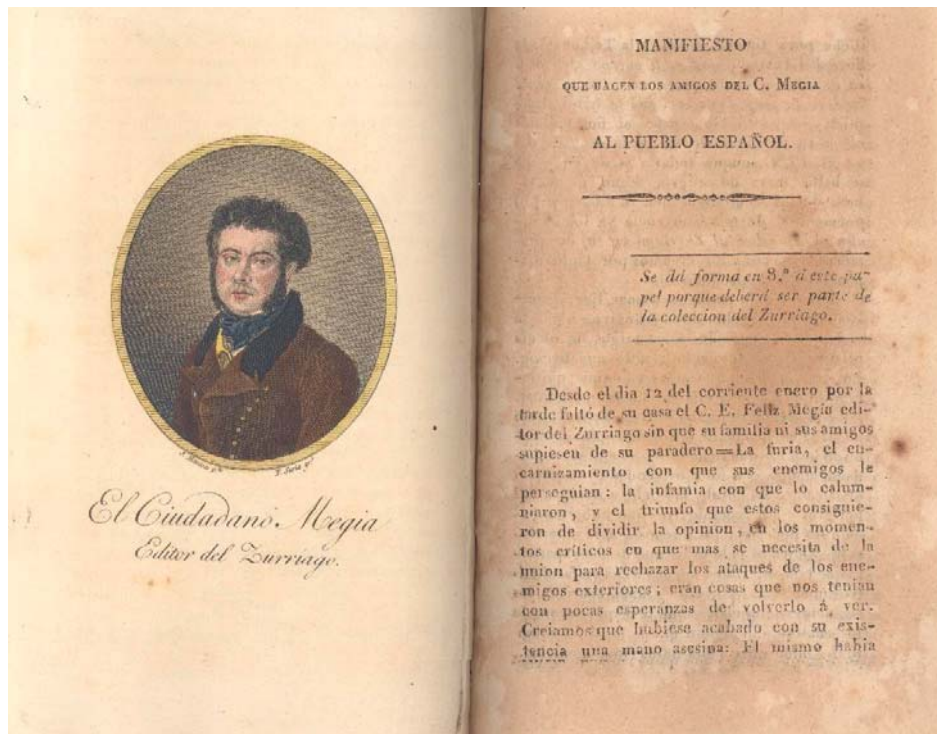 El Ciudadano Megia
Editor del Zurriago.
MANIFIESTO
QUE HACEN LOS AMIGOS DEL C. MEGIA
AL PUEBLO ESPAÑOL.
Se dá forma en 8.º á este pa-
pel porque deberá ser parte de
la coleccion del Zurriago.
Desde el dia 12 del corriente enero por la
tarde faltó de su casa el C. E. Feliz Megía edi-
tor del Zurriago sin que su familia ni sus amigos
supiesen de su paradero=La furia, el en-
carnizamiento con que sus enemigos le
perseguian: la infamia con que lo calum-
niaron, y el triunfo que estos consiguie-
ron de dividir la opinion, en los momen-
tos críticos en que mas se necesita de la
union para rechazar los ataques de los ene-
migos exteriores; eran cosas que nos tenian
con pocas esperanzas de volverlo á ver.
Creiamos que hubiese acabado con su exis-
tencia una mano asesina: El mismo habia